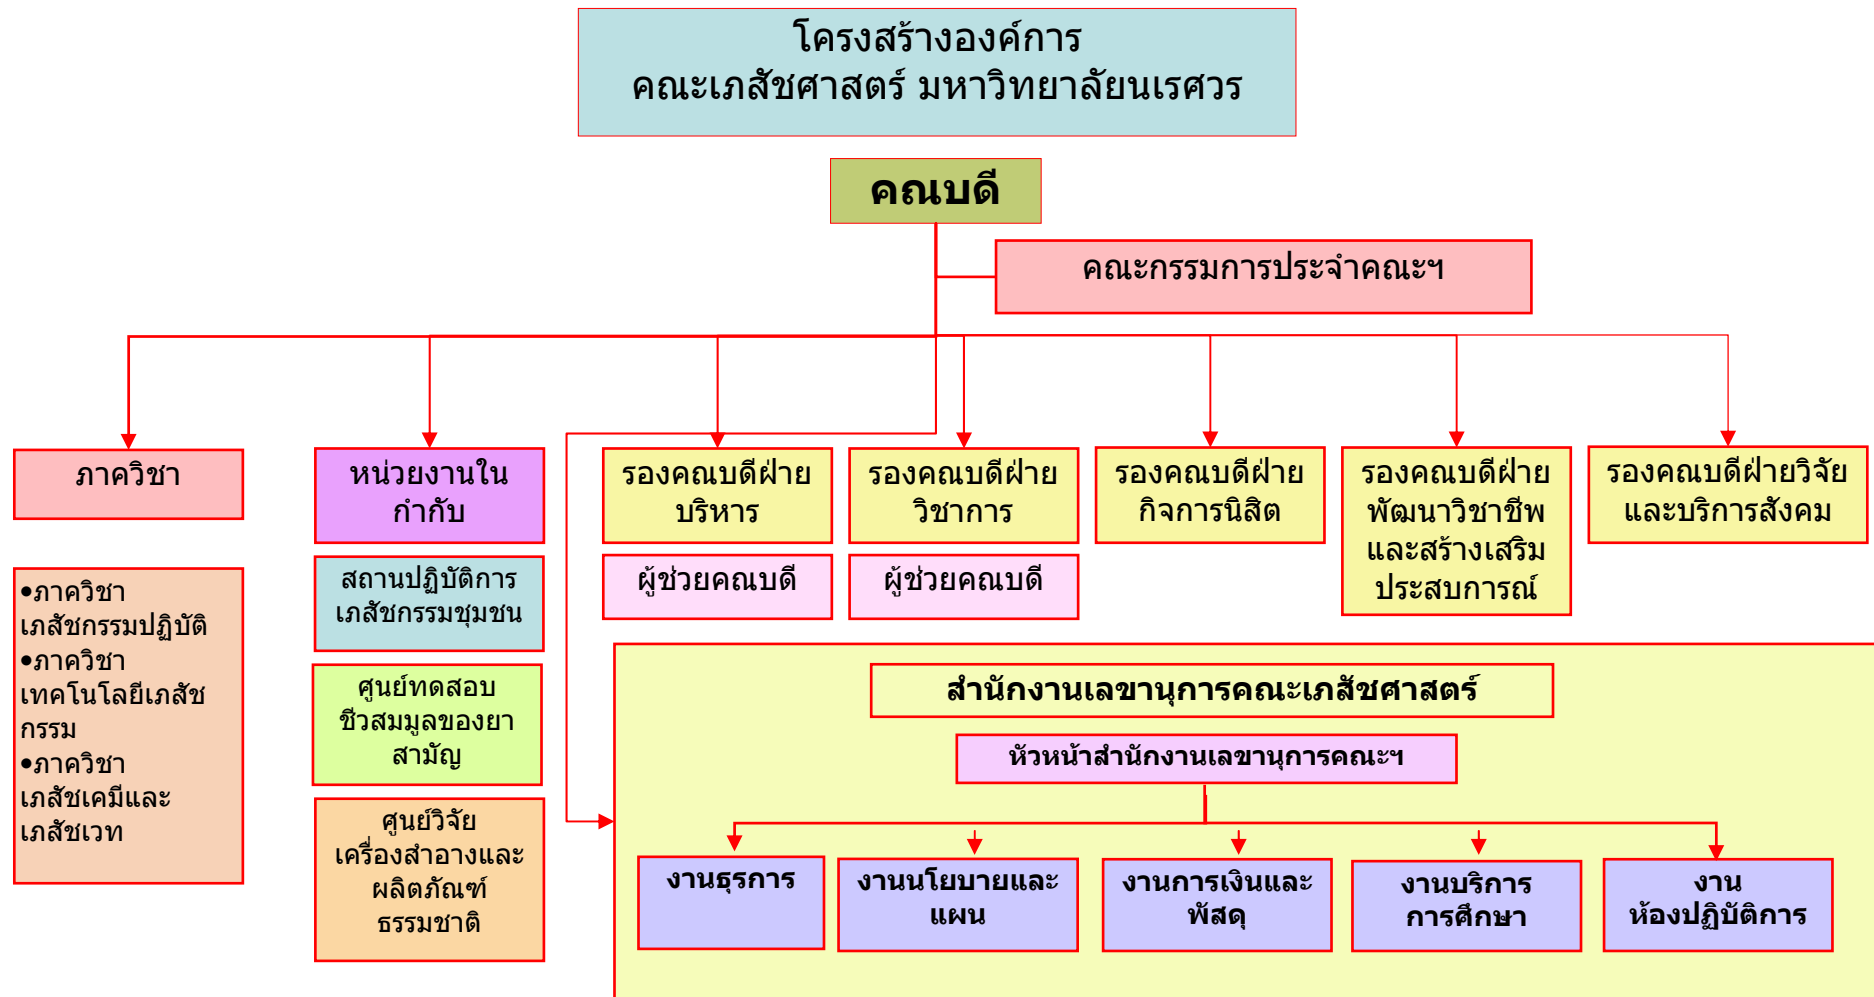 โครงสร้างองค์การ
คณะเภสัชศาสตร์ มหาวิทยาลัยนเรศวร
คณบดี
คณะกรรมการประจำคณะฯ
ภาควิชา
หน่วยงานใน
กำกับ
รองคณบดีฝ่าย
บริหาร
รองคณบดีฝ่าย
วิชาการ
รองคณบดีฝ่าย
กิจการนิสิต
รองคณบดีฝ่าย
พัฒนาวิชาชีพ
และสร้างเสริม
ประสบการณ์
รองคณบดีฝ่ายวิจัย
และบริการสังคม
•ภาควิชา
เภสัชกรรมปฏิบัติ
•ภาควิชา
เทคโนโลยีเภสัช
กรรม
•ภาควิชา
เภสัชเคมีและ
เภสัชเวท
สถานปฏิบัติการ
เภสัชกรรมชุมชน
ศูนย์ทดสอบ
ชีวสมมูลของยา
สามัญ
ศูนย์วิจัย
เครื่องสำอางและ
ผลิตภัณฑ์
ธรรมชาติ
ผู้ช่วยคณบดี
ผู้ช่วยคณบดี
สำนักงานเลขานุการคณะเภสัชศาสตร์
หัวหน้าสำนักงานเลขานุการคณะฯ
งานธุรการ
งานนโยบายและ
แผน
งานการเงินและ
พัสดุ
งานบริการ
การศึกษา
งาน
ห้องปฏิบัติการ